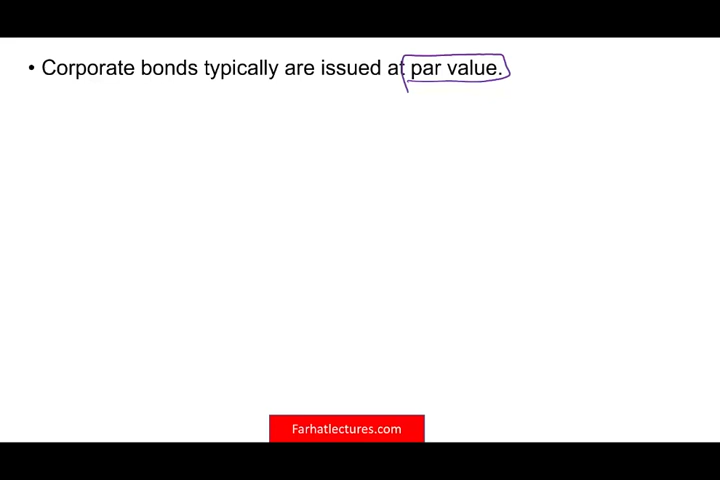 • Corporate bonds typically are issued at par value.
Farhatlectures.com